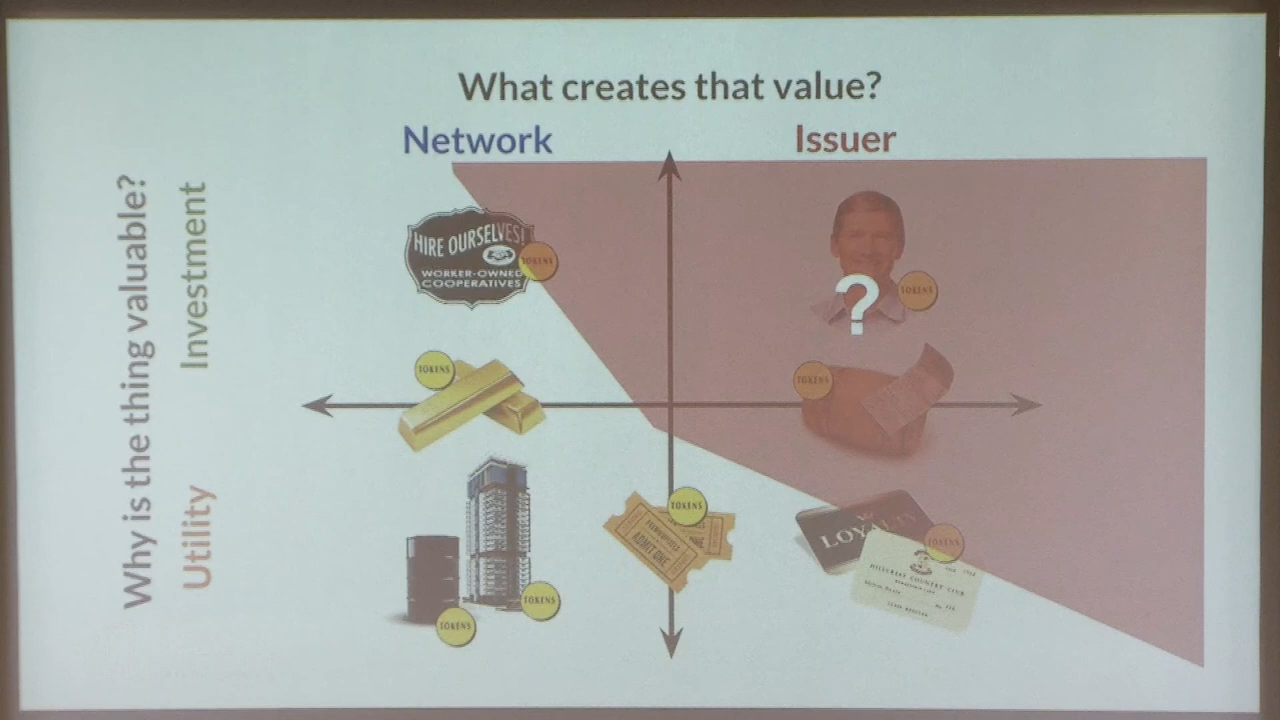 What creates that value?
Network
Issuer
Why is the thing valuable?
Investment
Utility
HIRE OURSELVES!
WORKER-OWNED
COOPERATIVES
TOKENS
TOKENS
?
TOKENS
TOKENS
TOKENS
ADMIT ONE
LOYALTY
TOKENS
HILLCREST COUNTRY CLUB
TOKENS
TOKENS